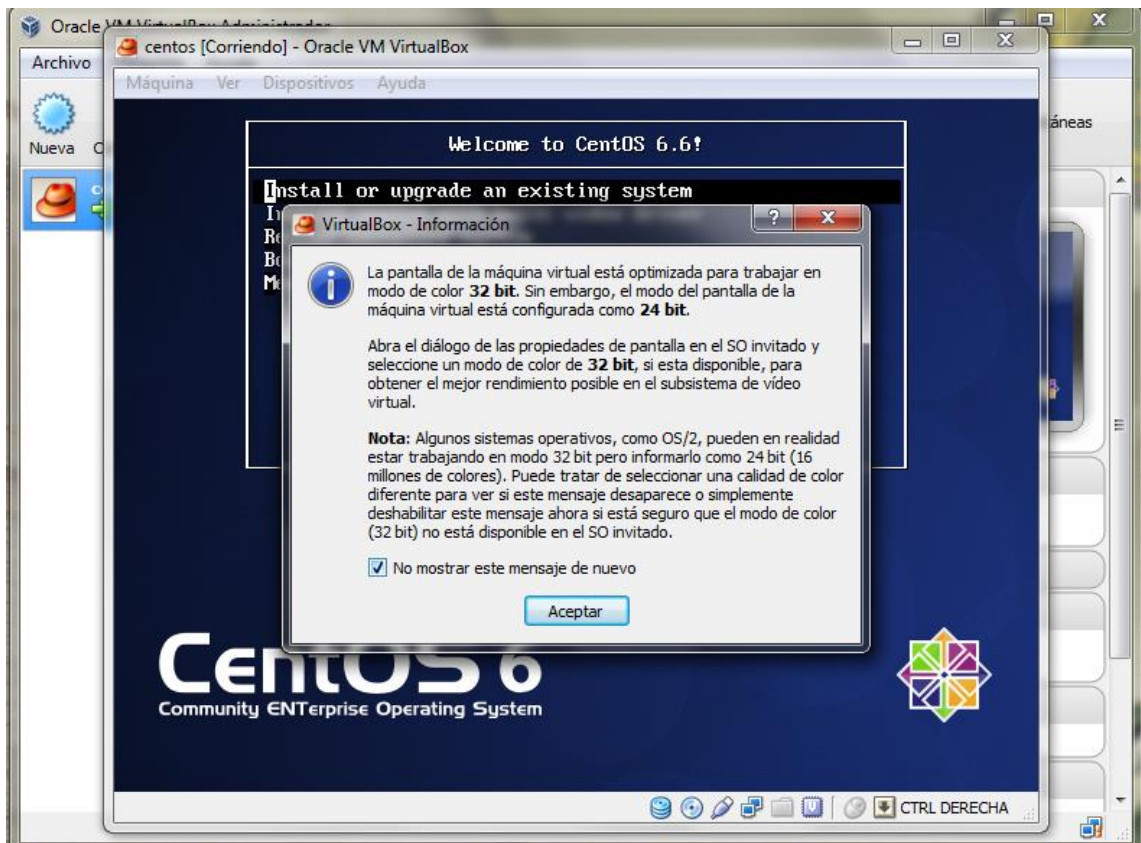 Oracle VM VirtualBox Administrador
centos [Corriendo] - Oracle VM VirtualBox
Archivo
Máquina Ver Dispositivos Ayuda
Nueva
áneas
Welcome to CentOS 6.6!
Install or upgrade an existing system
VirtualBox - Información
La pantalla de la máquina virtual está optimizada para trabajar en
modo de color 32 bit. Sin embargo, el modo del pantalla de la
máquina virtual está configurada como 24 bit.
Abra el diálogo de las propiedades de pantalla en el SO invitado y
seleccione un modo de color de 32 bit, si esta disponible, para
obtener el mejor rendimiento posible en el subsistema de vídeo
virtual.
Nota: Algunos sistemas operativos, como OS/2, pueden en realidad
estar trabajando en modo 32 bit pero informarlo como 24 bit (16
millones de colores). Puede tratar de seleccionar una calidad de color
diferente para ver si este mensaje desaparece o simplemente
deshabilitar este mensaje ahora si está seguro que el modo de color
(32 bit) no está disponible en el SO invitado.
No mostrar este mensaje de nuevo
Aceptar
CentOS 6
Community ENTerprise Operating System
CTRL DERECHA